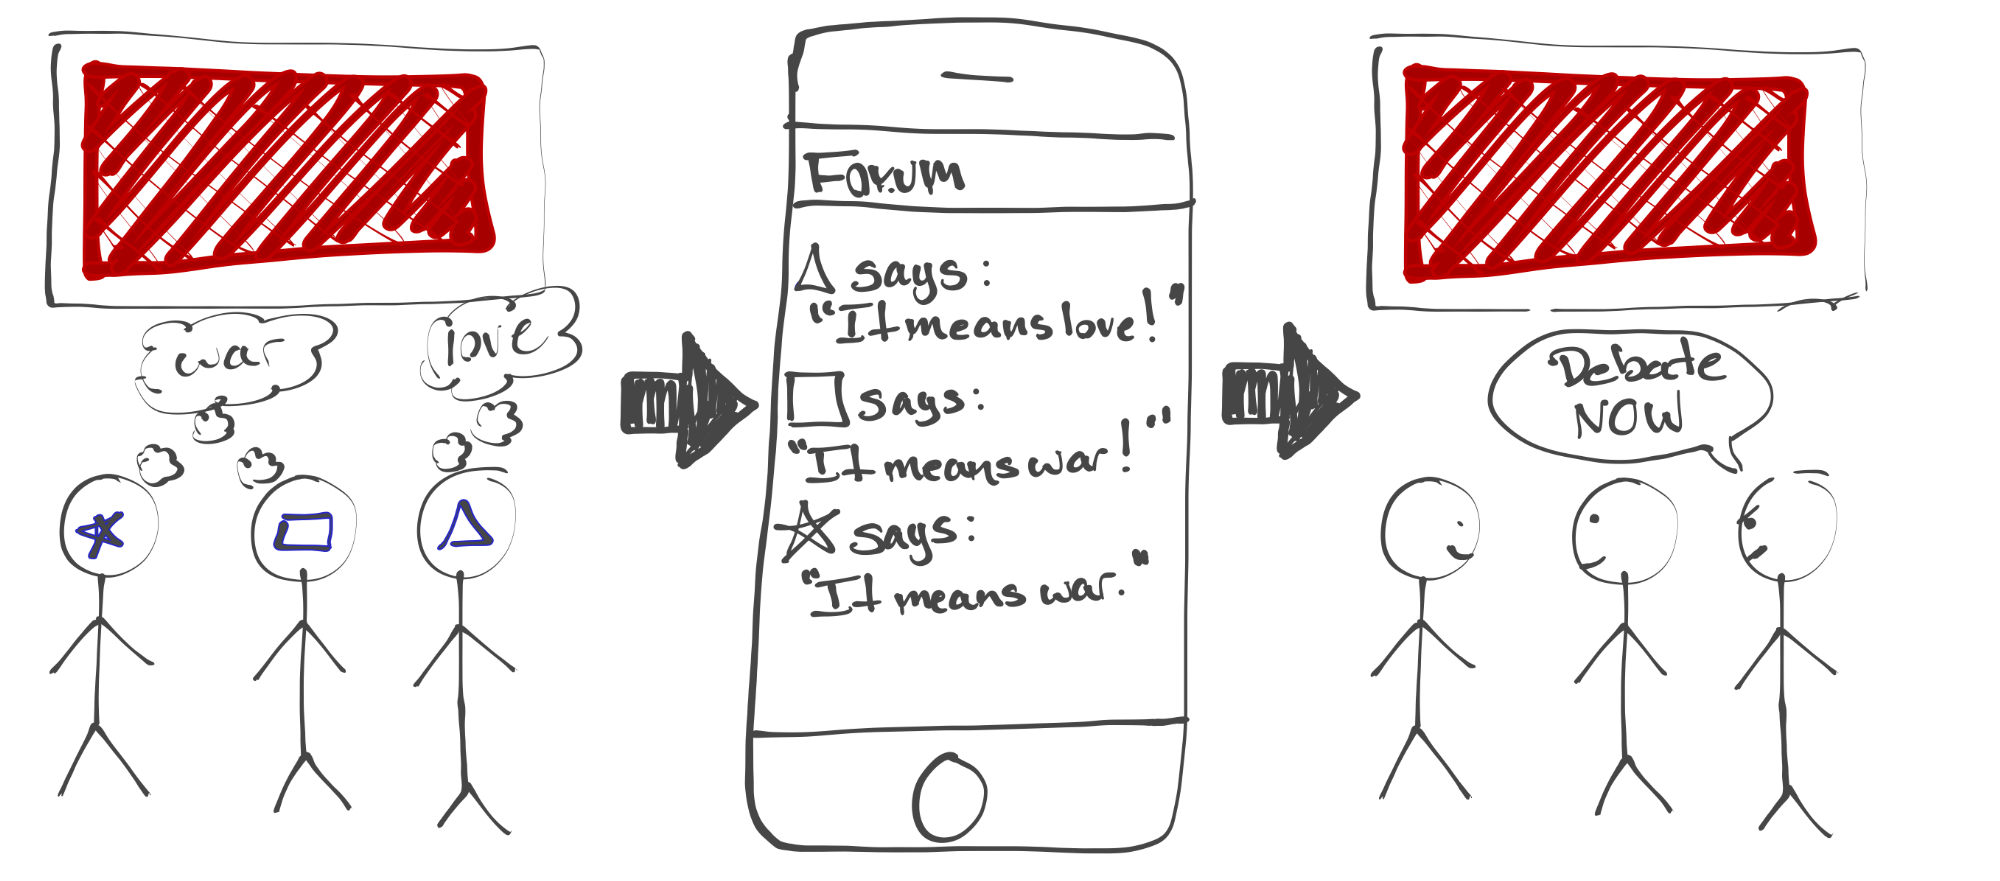 war
love
Forum
says:
"It means love!"
says:
"It means war!"
says:
"It means war."
Debate
NOW